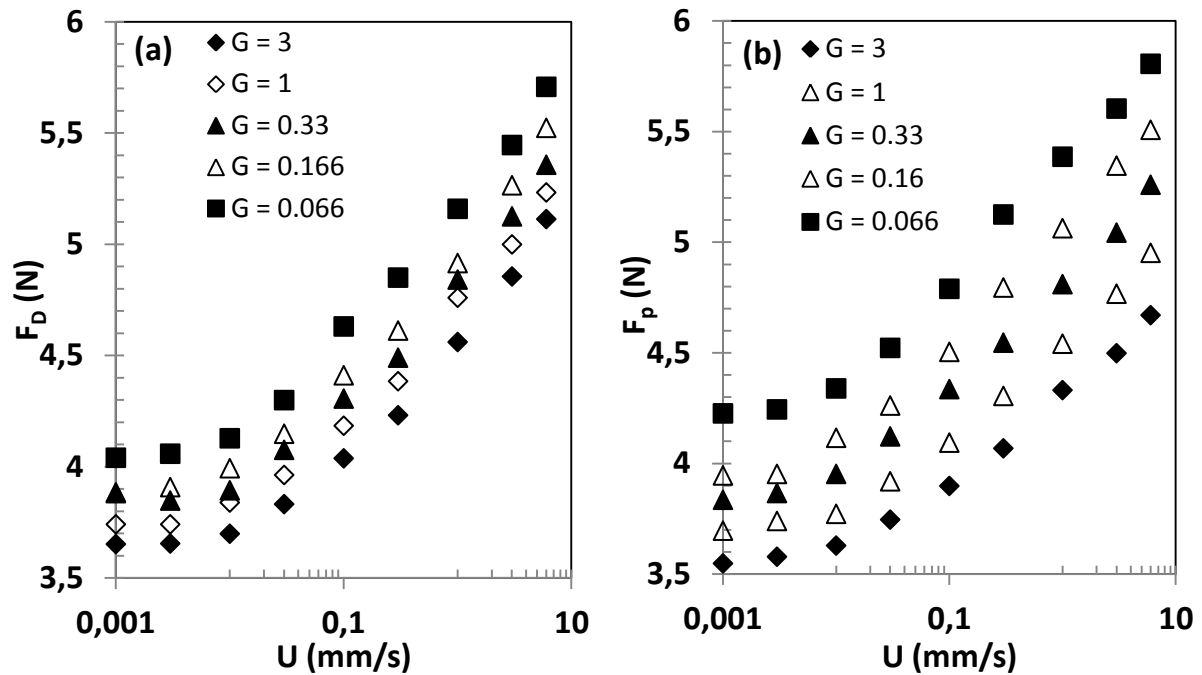 (a)
G = 3
G = 1
G = 0.33
G = 0.166
G = 0.066
6
5,5
5
4,5
4
3,5
F_D (N)
0,001
0,1
10
U (mm/s)
(b)
G = 3
G = 1
G = 0.33
G = 0.16
G = 0.066
6
5,5
5
4,5
4
3,5
F_p (N)
0,001
0,1
10
U (mm/s)